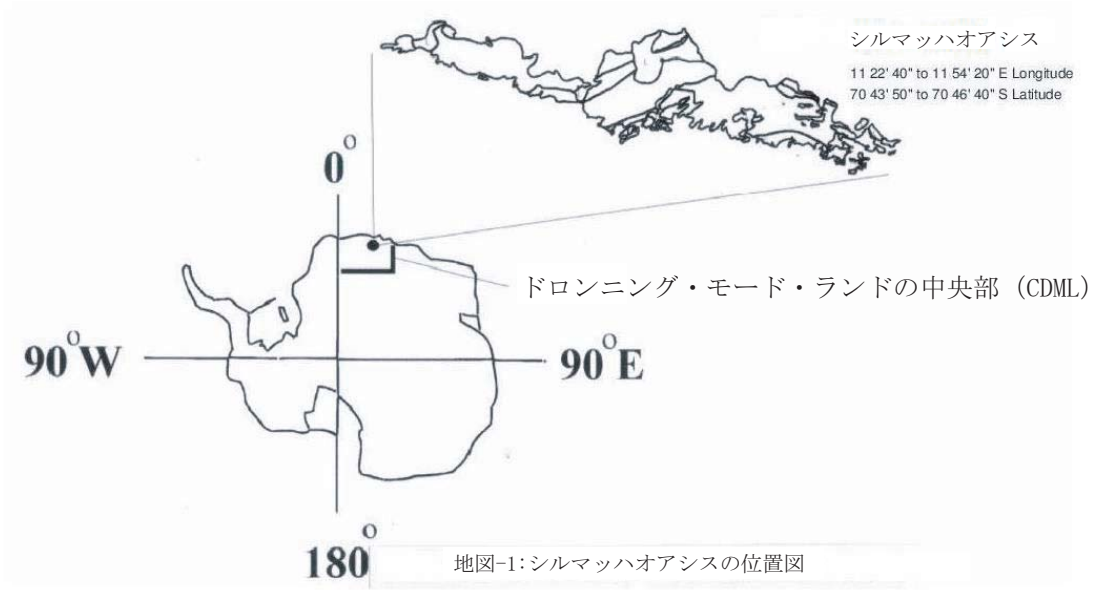 シルマッハオアシス
11 22' 40" to 11 54' 20" E Longitude
70 43' 50" to 70 46' 40" S Latitude
0°
ドロンニング・モード・ランドの中央部 (CDML)
90°W
90°E
180°
地図-1:シルマッハオアシスの位置図